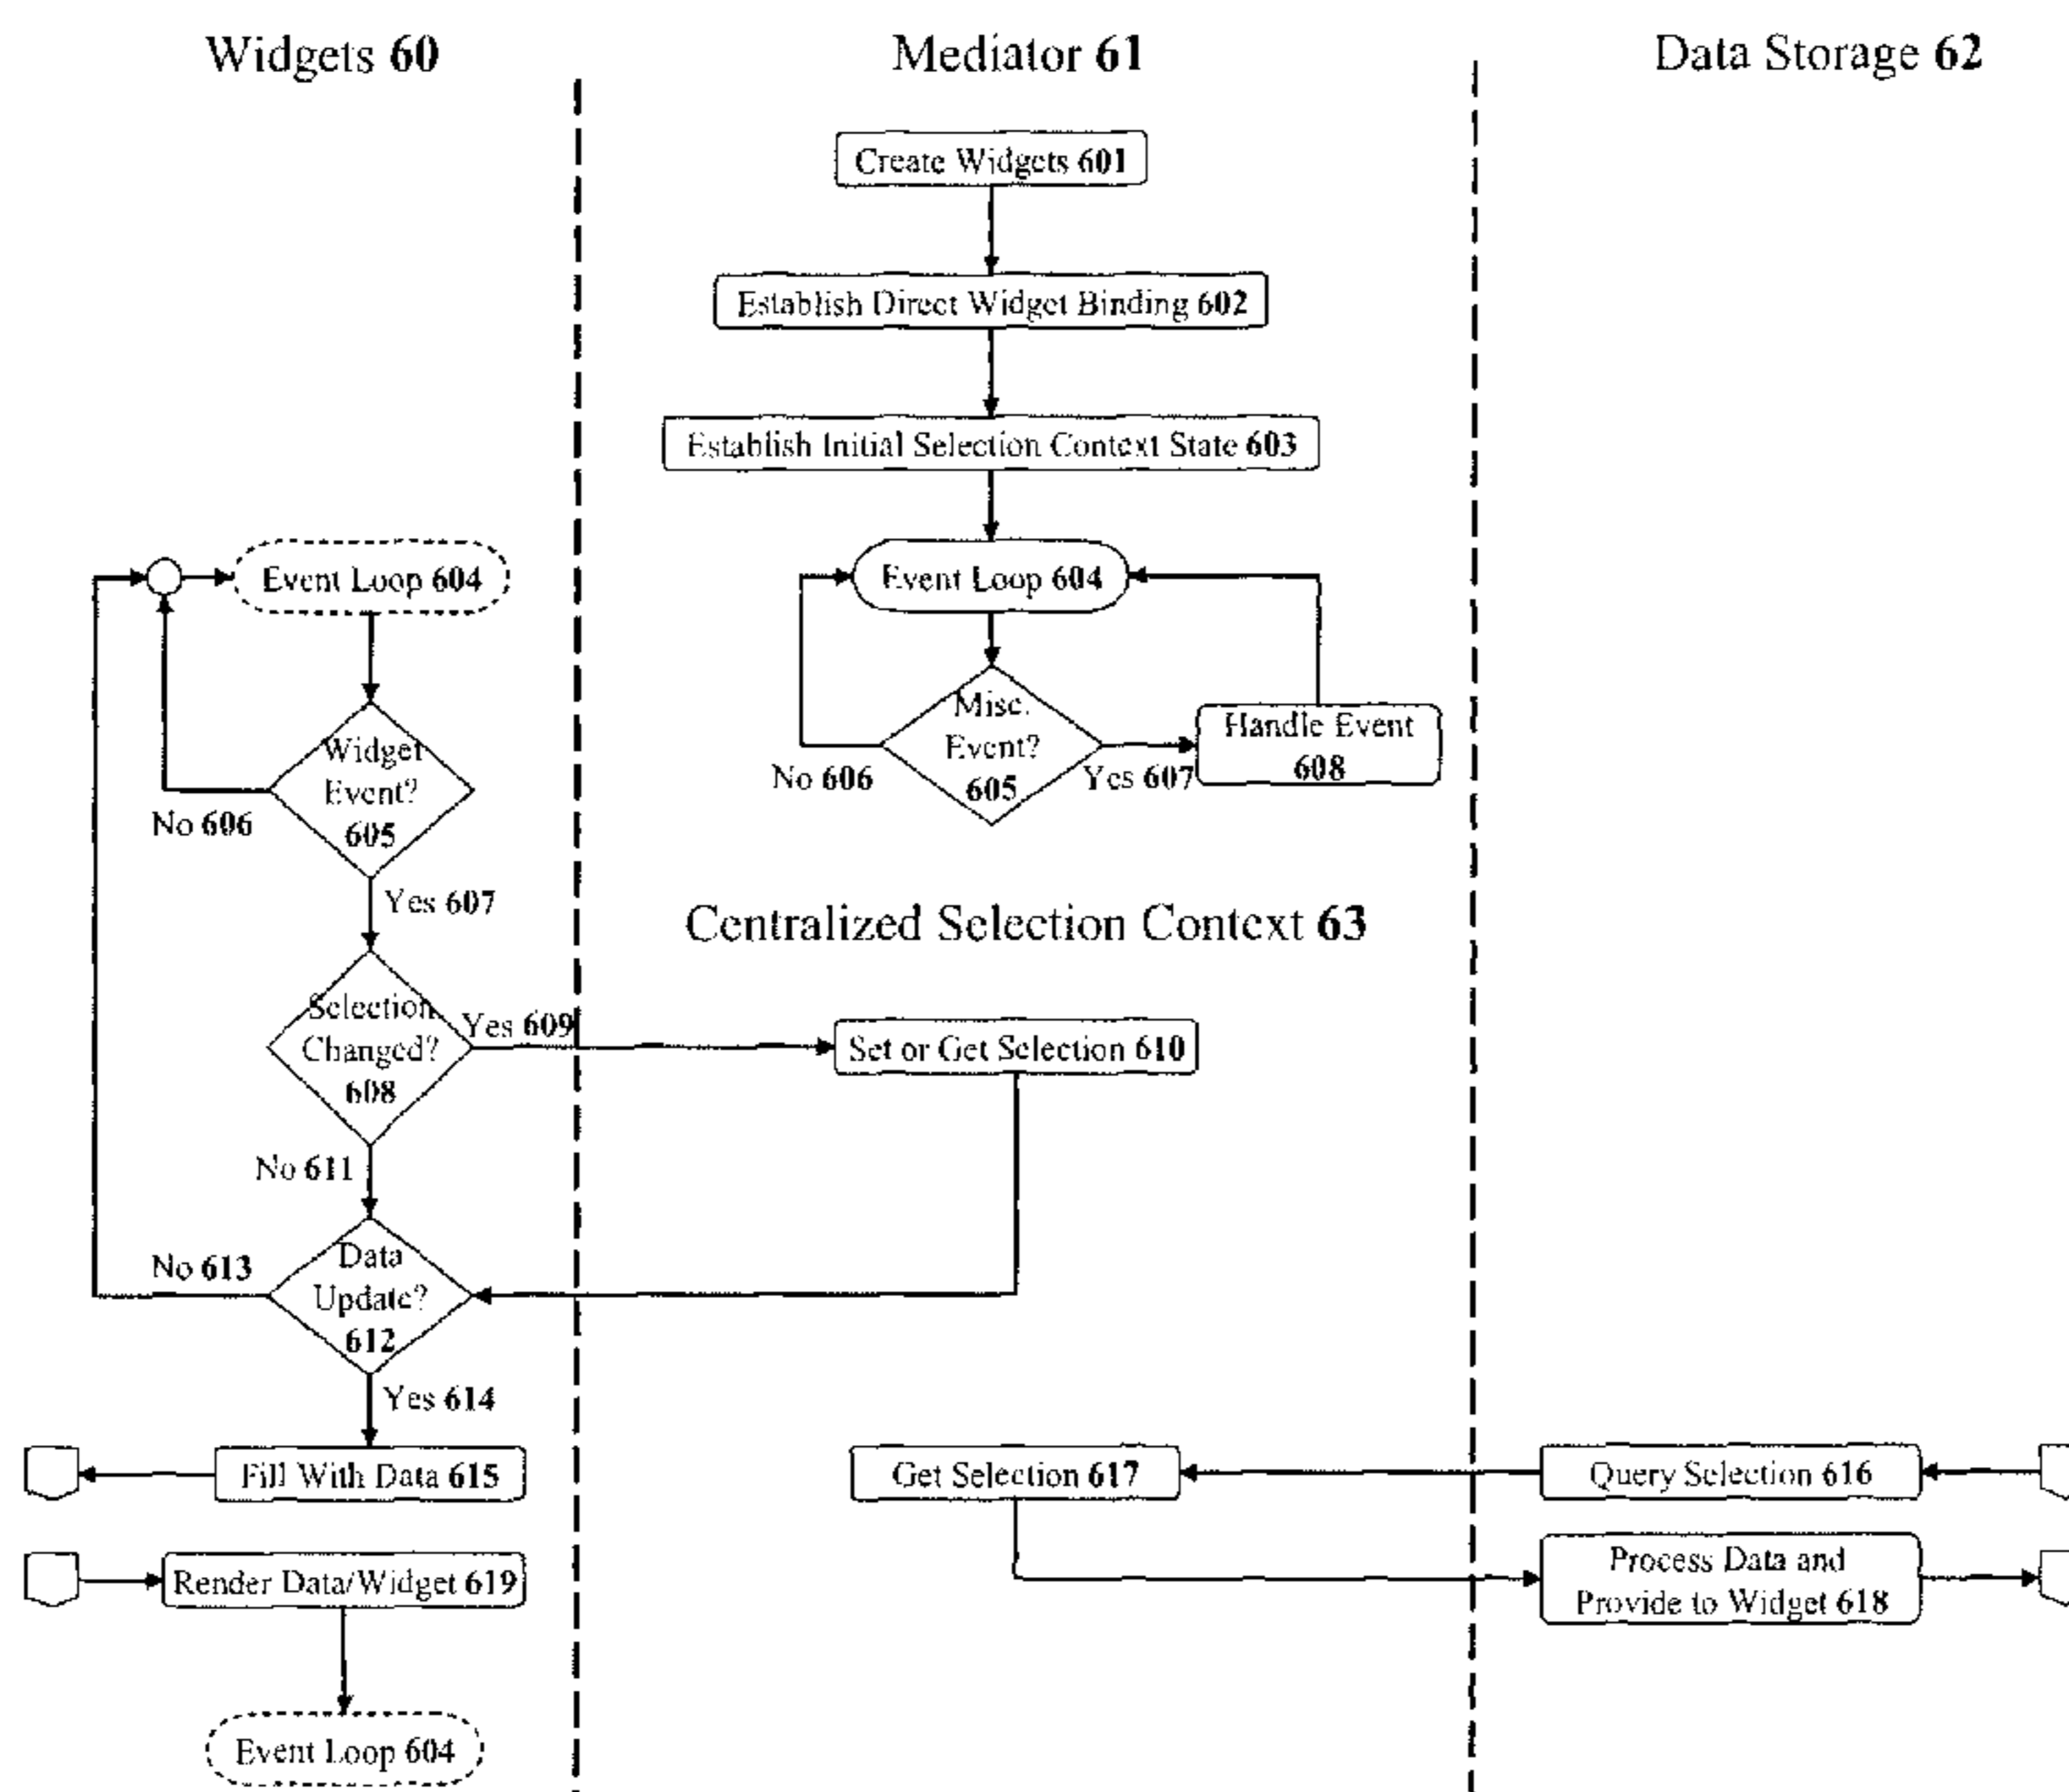 Widgets 60
Mediator 61
Data Storage 62
Create Widgets 601
Establish Direct Widget Binding 602
Establish Initial Selection Context State 603
Event Loop 604
Event Loop 604
Misc.
Event?
605
No 606
Yes 607
Handle Event
608
Widget
Event?
605
No 606
Yes 607
Centralized Selection Context 63
Selection
Changed?
608
Yes 609
Set or Get Selection 610
No 611
Data
Update?
612
No 613
Yes 614
Fill With Data 615
Get Selection 617
Query Selection 616
Render Data/Widget 619
Process Data and
Provide to Widget 618
Event Loop 604